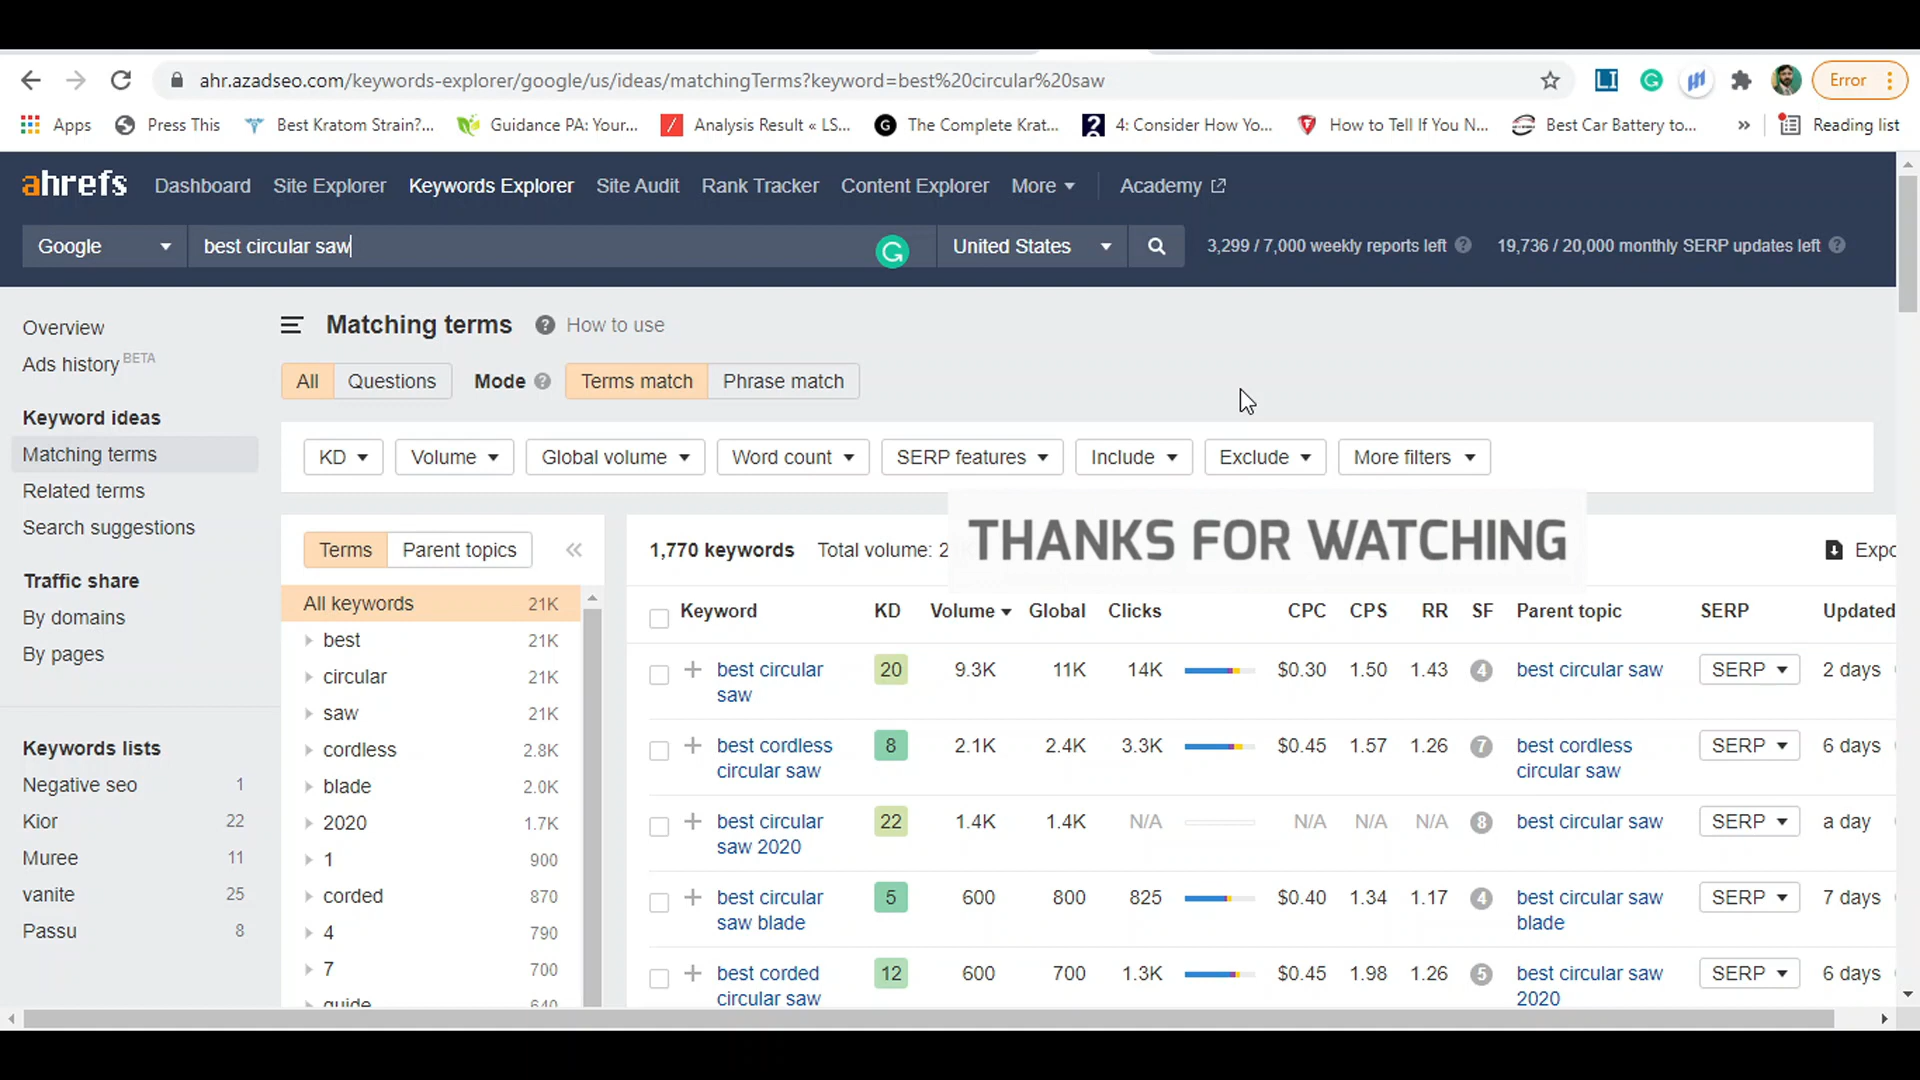 ahr.azadseo.com/keywords-explorer/google/us/ideas/matchingTerms?keyword=best%20circular%20saw
LI
Error
Apps
Press This
Best Kratom Strain?...
Guidance PA: Your...
Analysis Result « LS...
The Complete Krat...
4: Consider How Yo...
How to Tell If You N...
Best Car Battery to...
»
Reading list
ahrefs Dashboard Site Explorer Keywords Explorer Site Audit Rank Tracker Content Explorer More Academy
Google best circular saw United States 3,299 / 7,000 weekly reports left ? 19,736 / 20,000 monthly SERP updates left ?
Overview
Ads history BETA
Keyword ideas
Matching terms
Related terms
Search suggestions
Traffic share
By domains
By pages
Keywords lists
Negative seo 1
Kior 22
Muree 11
vanite 25
Passu 8
Matching terms ? How to use
All Questions Mode ? Terms match Phrase match
KD Volume Global volume Word count SERP features Include Exclude More filters
Terms Parent topics
All keywords 21K
best 21K
circular 21K
saw 21K
cordless 2.8K
blade 2.0K
2020 1.7K
1 900
corded 870
4 790
7 700
guide 640
1,770 keywords Total volume: 2
THANKS FOR WATCHING
Expo
Keyword KD Volume Global Clicks CPC CPS RR SF Parent topic SERP Updated
best circular saw 20 9.3K 11K 14K $0.30 1.50 1.43 4 best circular saw SERP 2 days
best cordless circular saw 8 2.1K 2.4K 3.3K $0.45 1.57 1.26 7 best cordless circular saw SERP 6 days
best circular saw 2020 22 1.4K 1.4K N/A N/A N/A N/A 8 best circular saw SERP a day
best circular saw blade 5 600 800 825 $0.40 1.34 1.17 4 best circular saw blade SERP 7 days
best corded circular saw 12 600 700 1.3K $0.45 1.98 1.26 5 best circular saw 2020 SERP 6 days